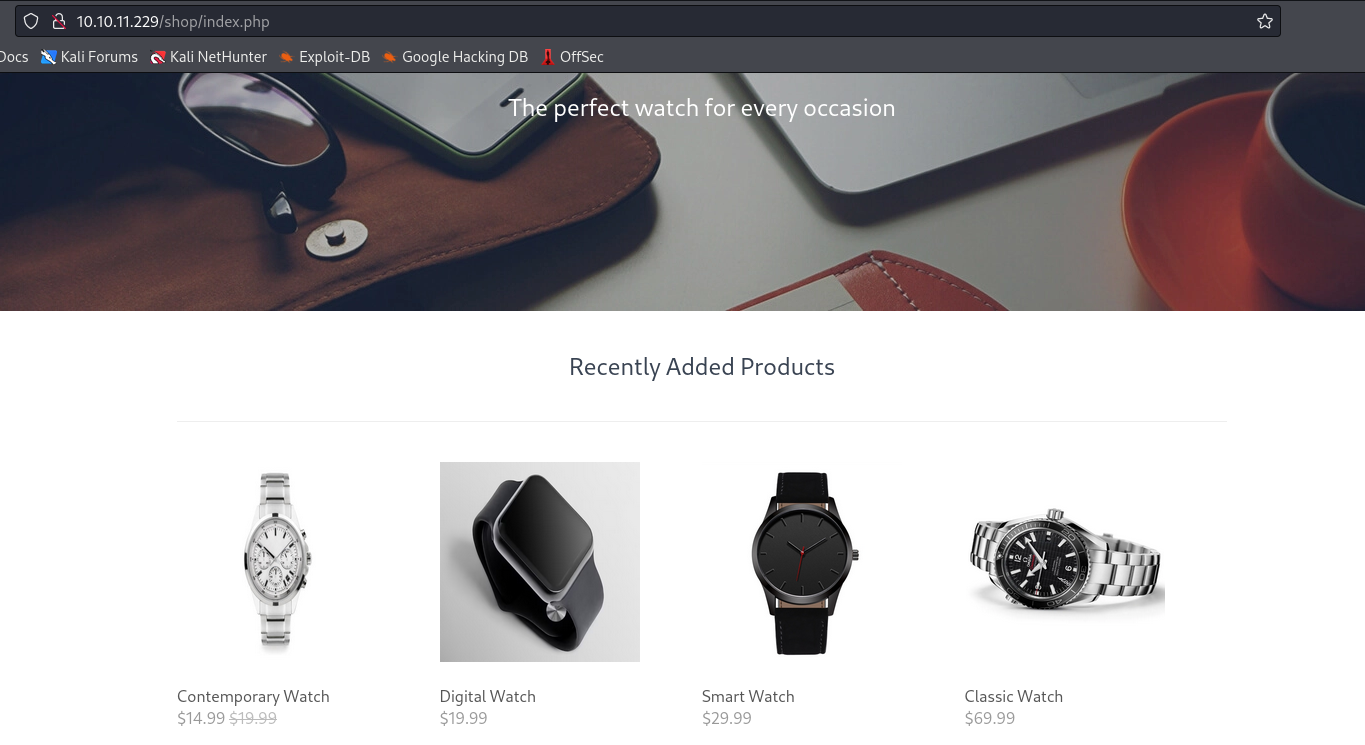 10.10.11.229/shop/index.php
Docs Kali Forums Kali NetHunter Exploit-DB Google Hacking DB OffSec
The perfect watch for every occasion
Recently Added Products
Contemporary Watch Digital Watch Smart Watch Classic Watch
$14.99 $19.99 $19.99 $29.99 $69.99